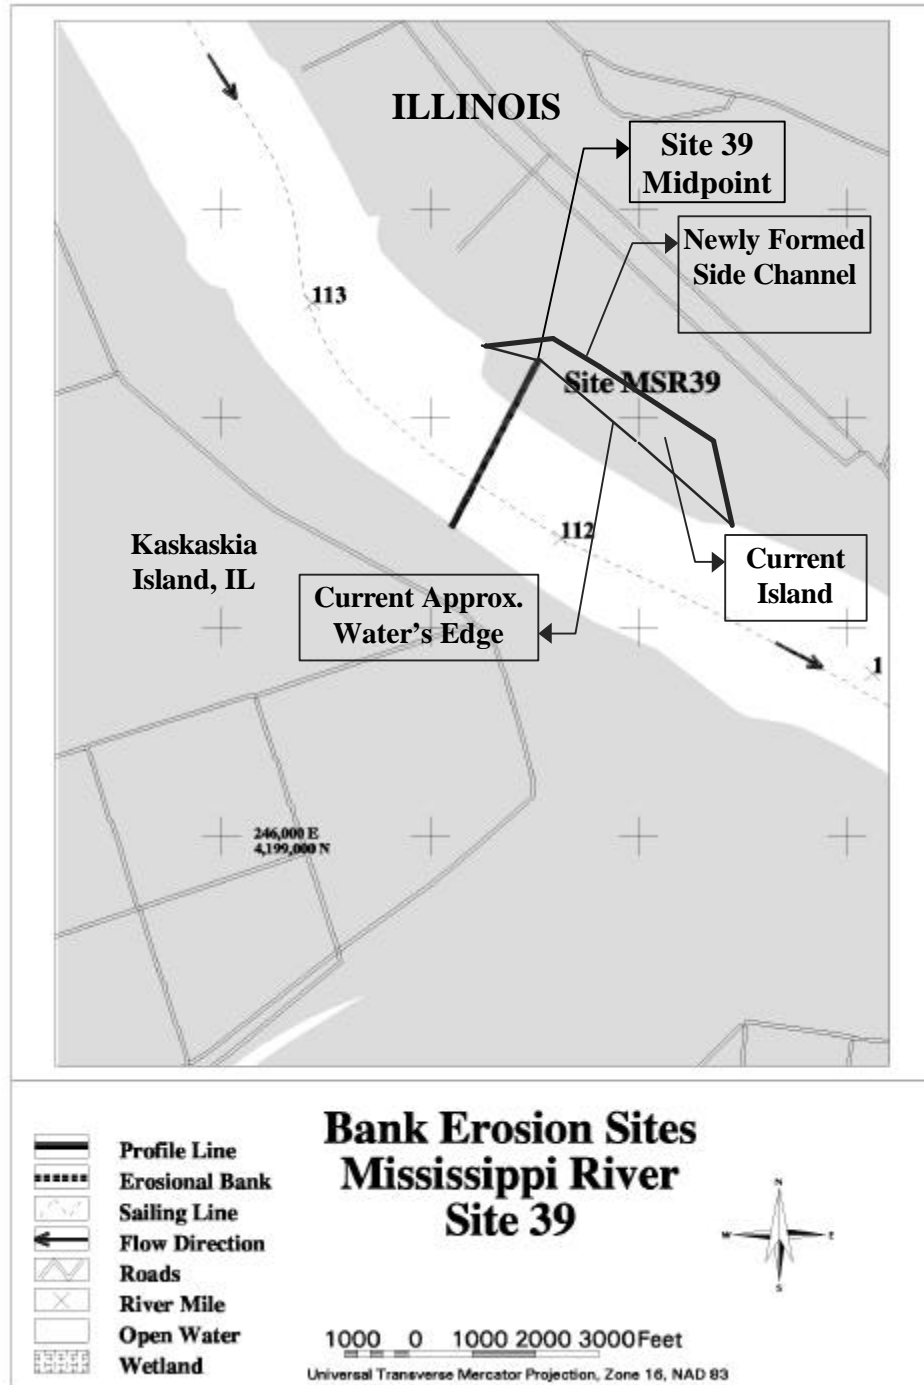 ILLINOIS
Site 39
Midpoint
Newly Formed
Side Channel
113
Site MSR39
112
Kaskaskia
Island, IL
Current
Island
Current Approx.
Water's Edge
1
246,000 E
4,199,000 N
Bank Erosion Sites
Mississippi River
Site 39
Profile Line
Erosional Bank
Sailing Line
Flow Direction
Roads
River Mile
Open Water
Wetland
N
W E
S
1000 0 1000 2000 3000 Feet
Universal Transverse Mercator Projection, Zone 16, NAD 83